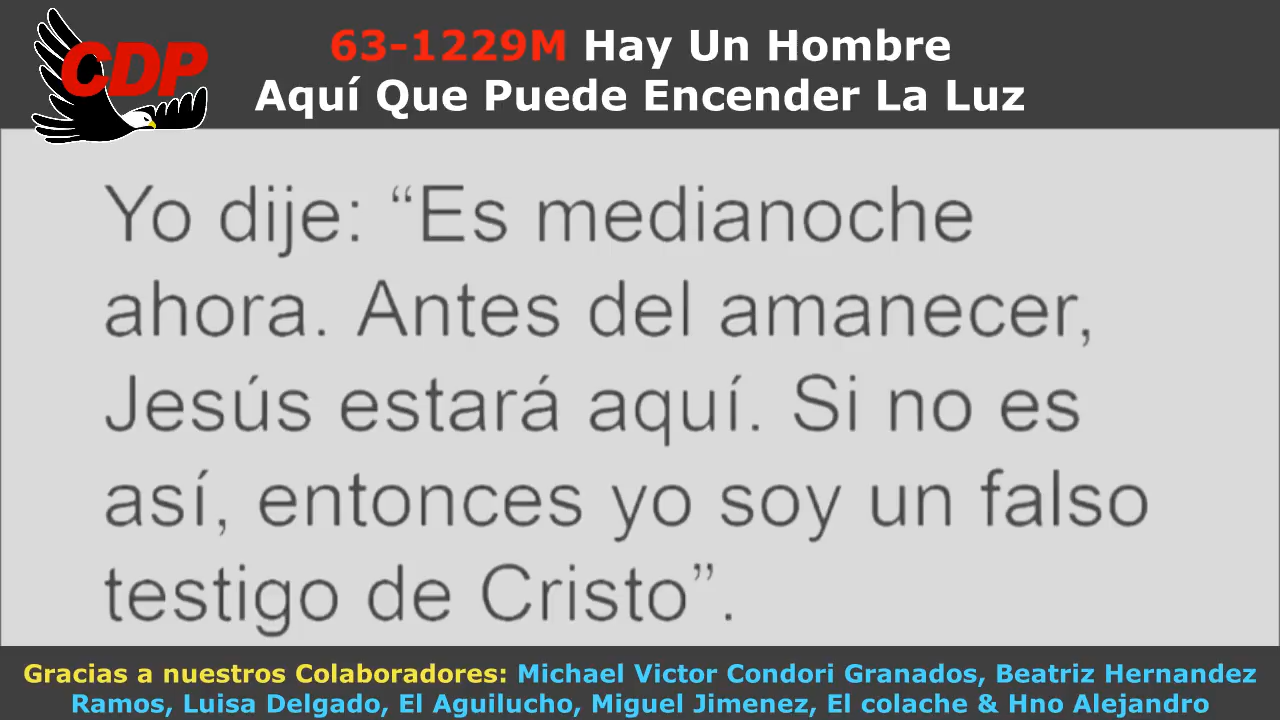 CDP
63-1229M Hay Un Hombre
Aquí Que Puede Encender La Luz
Yo dije: “Es medianoche
ahora. Antes del amanecer,
Jesús estará aquí. Si no es
así, entonces yo soy un falso
testigo de Cristo”.
Gracias a nuestros Colaboradores: Michael Victor Condori Granados, Beatriz Hernandez
Ramos, Luisa Delgado, El Aguilucho, Miguel Jimenez, El colache & Hno Alejandro